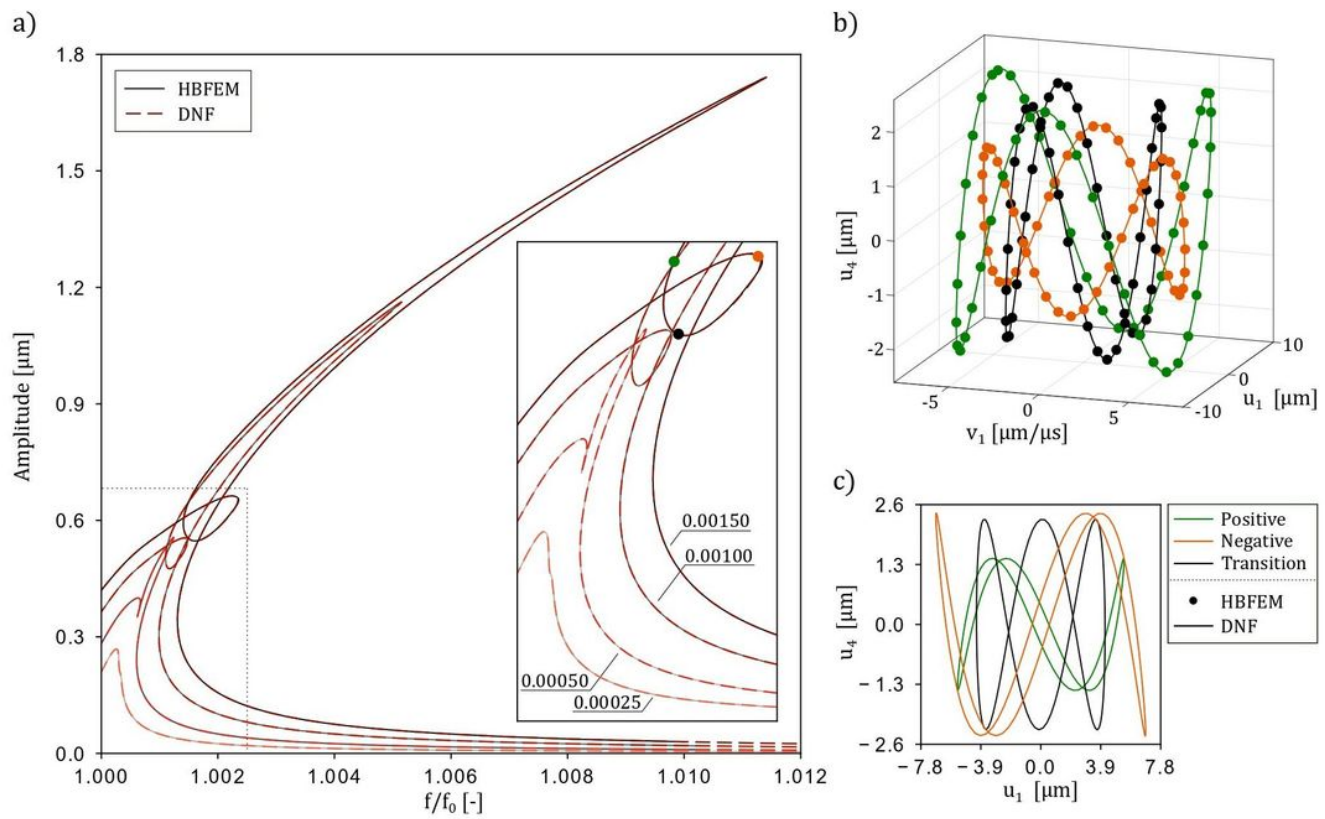 a)
1.8
1.5
1.2
0.9
0.6
0.3
0.0
Amplitude [μm]
HBFEM
DNF
0.00150
0.00100
0.00050
0.00025
1.000
1.002
1.004
1.006
1.008
1.010
1.012
f/f₀ [-]
b)
2
1
0
-1
-2
u₄ [μm]
-5
0
5
v₁ [μm/μs]
-10
0
10
u₁ [μm]
c)
2.6
1.3
0.0
−1.3
−2.6
u₄ [μm]
−7.8
−3.9
0.0
3.9
7.8
u₁ [μm]
Positive
Negative
Transition
HBFEM
DNF